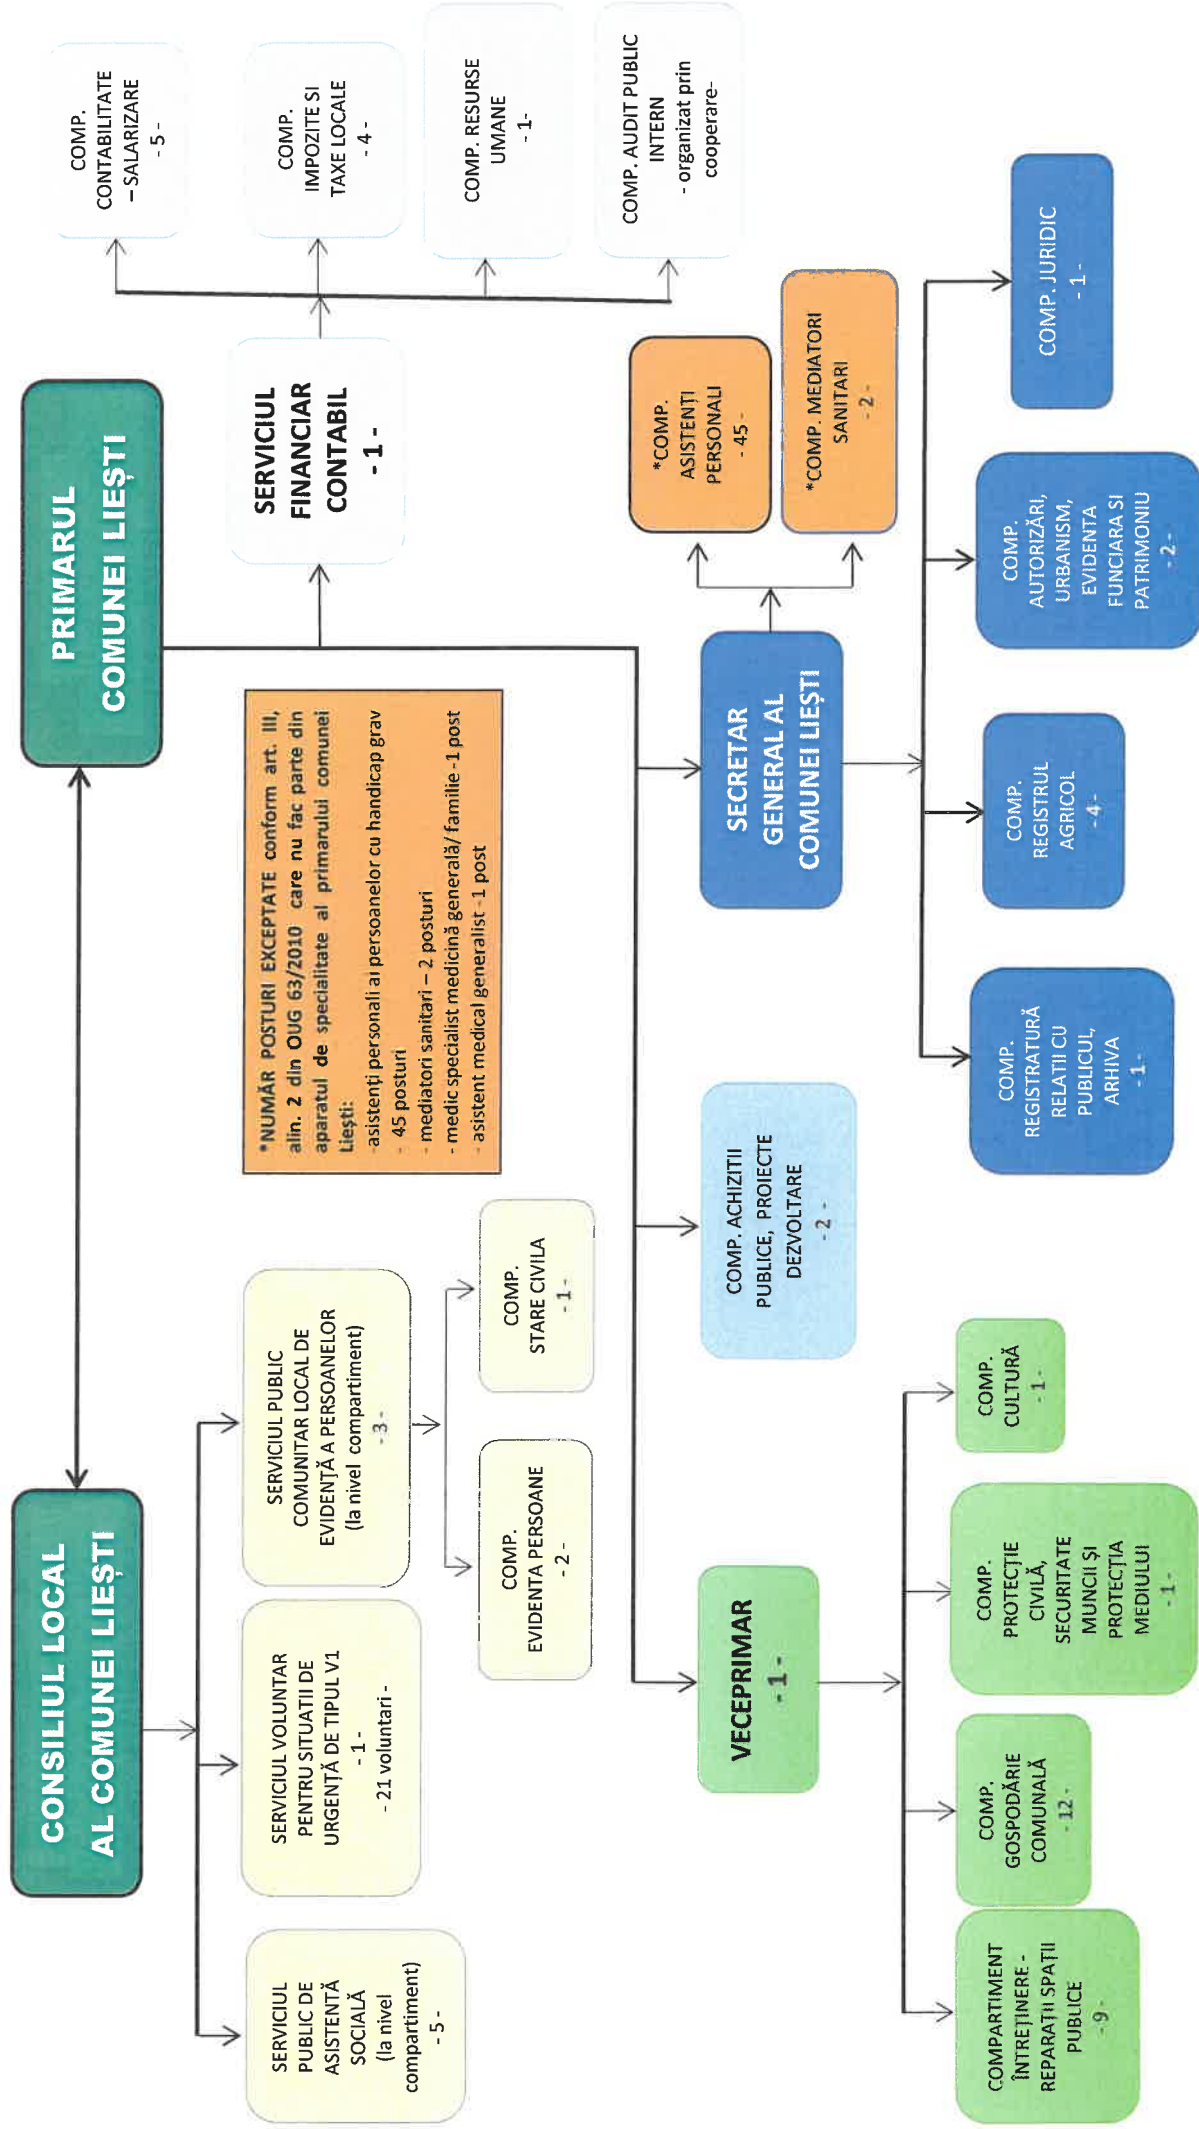 CONSILIUL LOCAL
AL COMUNEI LIEȘTI
PRIMARUL
COMUNEI LIEȘTI
SERVICIUL
PUBLIC DE
ASISTENTĂ
SOCIALĂ
(la nivel
compartiment)
- 5 -
SERVICIUL VOLUNTAR
PENTRU SITUATII DE
URGENȚĂ DE TIPUL V1
- 1 -
- 21 voluntari -
SERVICIUL PUBLIC
COMUNITAR LOCAL DE
EVIDENȚĂ A PERSOANELOR
(la nivel compartiment)
- 3 -
COMP.
EVIDENTA PERSOANE
- 2 -
COMP.
STARE CIVILA
- 1 -
*NUMĂR POSTURI EXCEPTATE conform art. III,
alin. 2 din OUG 63/2010 care nu fac parte din
aparatul de specialitate al primarului comunei
Liești:
- asistenți personali ai persoanelor cu handicap grav
- 45 posturi
- mediatori sanitari – 2 posturi
- medic specialist medicină generală/ familie -1 post
- asistent medical generalist -1 post
SERVICIUL
FINANCIAR
CONTABIL
- 1 -
COMP.
CONTABILITATE
– SALARIZARE
- 5 -
COMP.
IMPOZITE SI
TAXE LOCALE
- 4 -
COMP. RESURSE
UMANE
- 1-
COMP. AUDIT PUBLIC
INTERN
- organizat prin
cooperare-
VECEPRIMAR
- 1 -
COMP. ACHIZITII
PUBLICE, PROIECTE
DEZVOLTARE
- 2 -
SECRETAR
GENERAL AL
COMUNEI LIEȘTI
*COMP.
ASISTENȚI
PERSONALI
- 45 -
*COMP. MEDIATORI
SANITARI
- 2 -
COMPARTIMENT
ÎNTREȚINERE -
REPARAȚII SPAȚII
PUBLICE
- 9 -
COMP.
GOSPODĂRIE
COMUNALĂ
- 12 -
COMP.
PROTECȚIE
CIVILĂ,
SECURITATE
MUNCII ȘI
PROTECȚIA
MEDIULUI
- 1 -
COMP.
CULTURĂ
- 1 -
COMP.
REGISTRATURĂ
RELATII CU
PUBLICUL,
ARHIVA
- 1 -
COMP.
REGISTRUL
AGRICOL
- 4 -
COMP.
AUTORIZĂRI,
URBANISM,
EVIDENTA
FUNCIARA SI
PATRIMONIU
- 2 -
COMP. JURIDIC
- 1 -